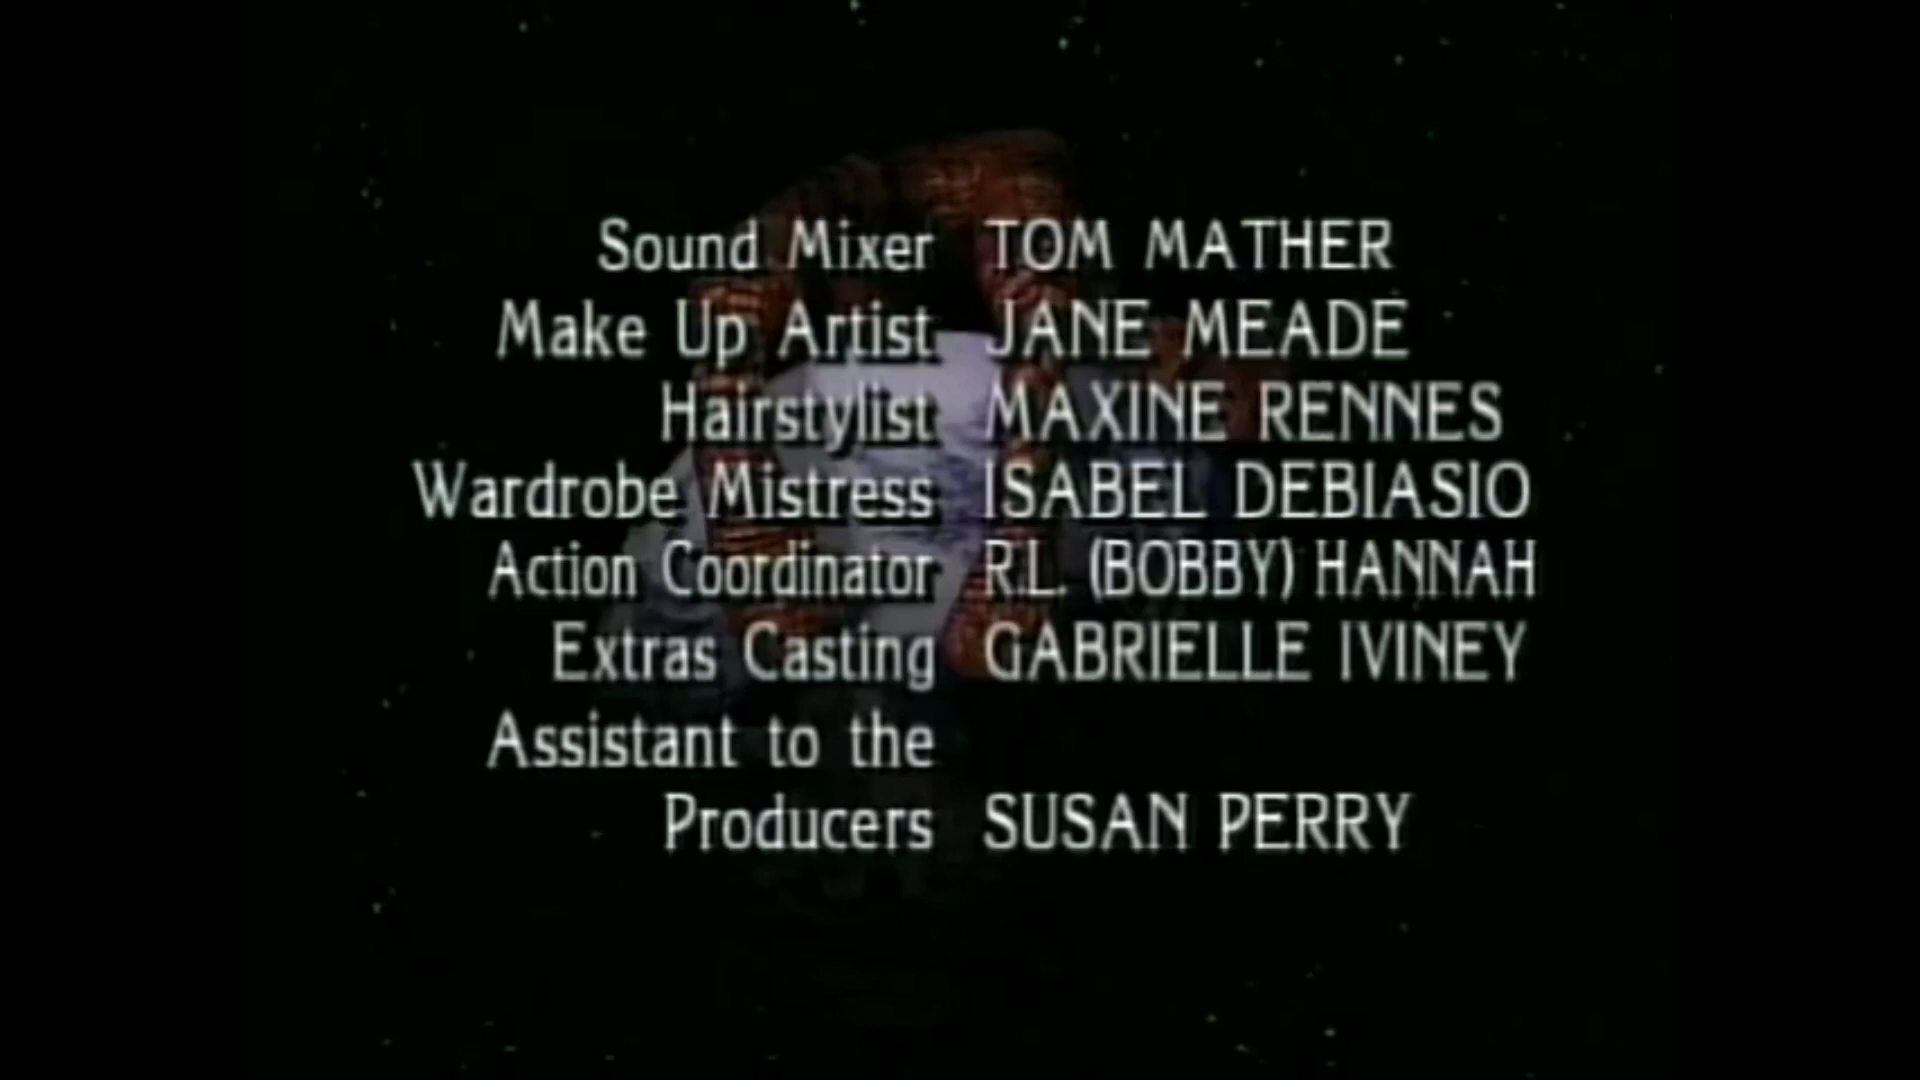 Sound Mixer TOM MATHER
Make Up Artist JANE MEADE
Hairstylist MAXINE RENNES
Wardrobe Mistress ISABEL DEBIASIO
Action Coordinator R.L. (BOBBY) HANNAH
Extras Casting GABRIELLE IVINEY
Assistant to the
Producers SUSAN PERRY